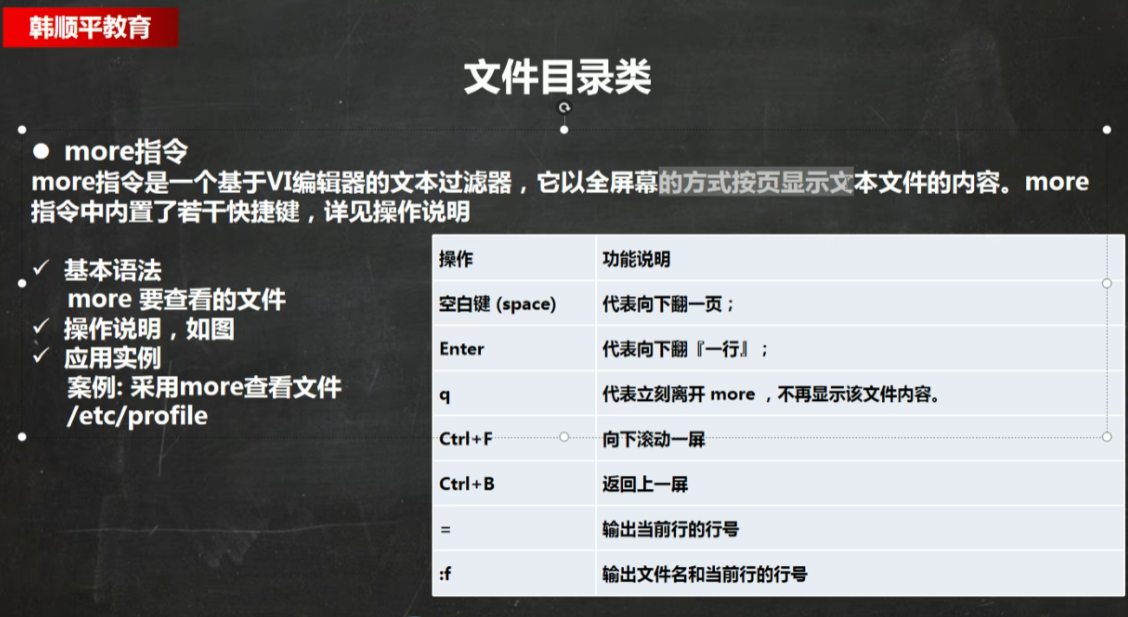 韩顺平教育
文件目录类
● more指令
more指令是一个基于VI编辑器的文本过滤器，它以全屏幕的方式按页显示文本文件的内容。more
指令中内置了若干快捷键，详见操作说明
✓ 基本语法
more 要查看的文件
✓ 操作说明，如图
✓ 应用实例
案例: 采用more查看文件
/etc/profile
操作 功能说明
空白键 (space) 代表向下翻一页；
Enter 代表向下翻『一行』；
q 代表立刻离开 more ，不再显示该文件内容。
Ctrl+F 向下滚动一屏
Ctrl+B 返回上一屏
= 输出当前行的行号
:f 输出文件名和当前行的行号